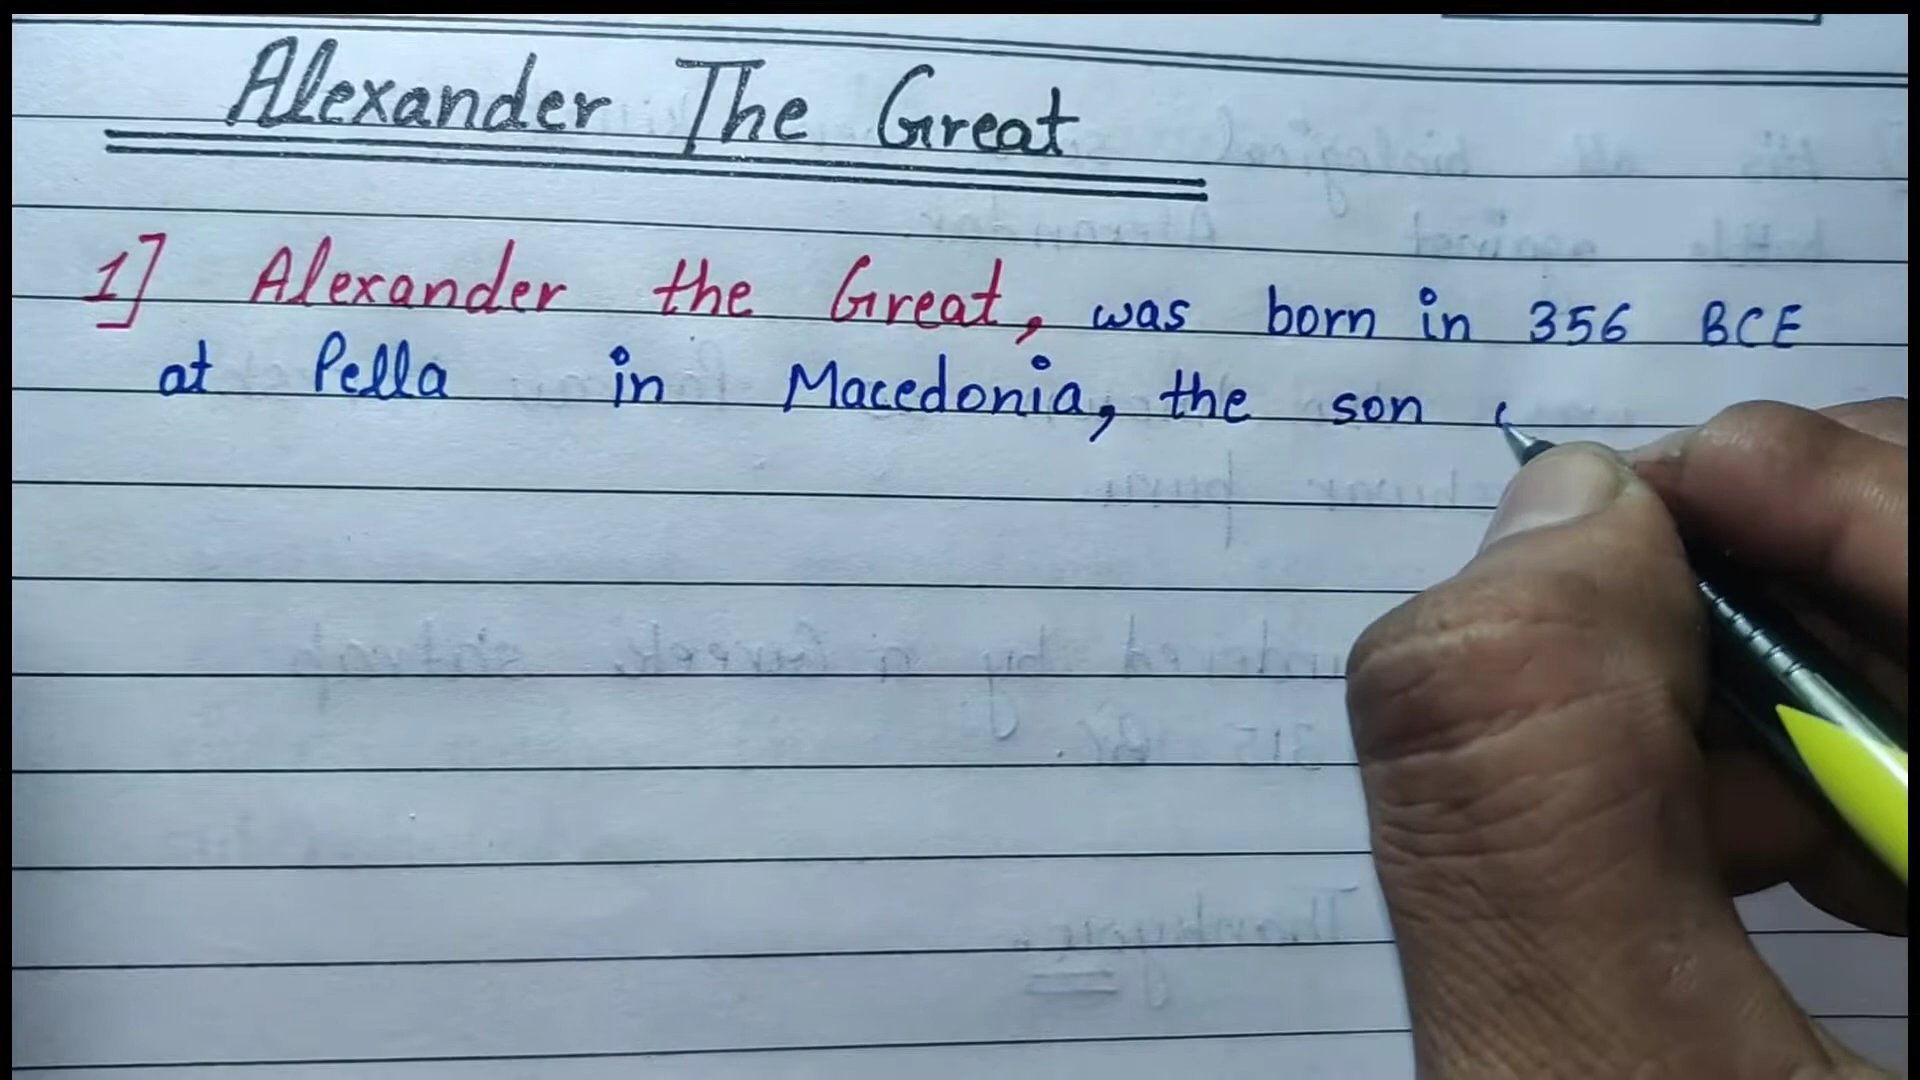 Alexander The Great
1] Alexander the Great, was born in 356 BCE
at Pella in Macedonia, the son